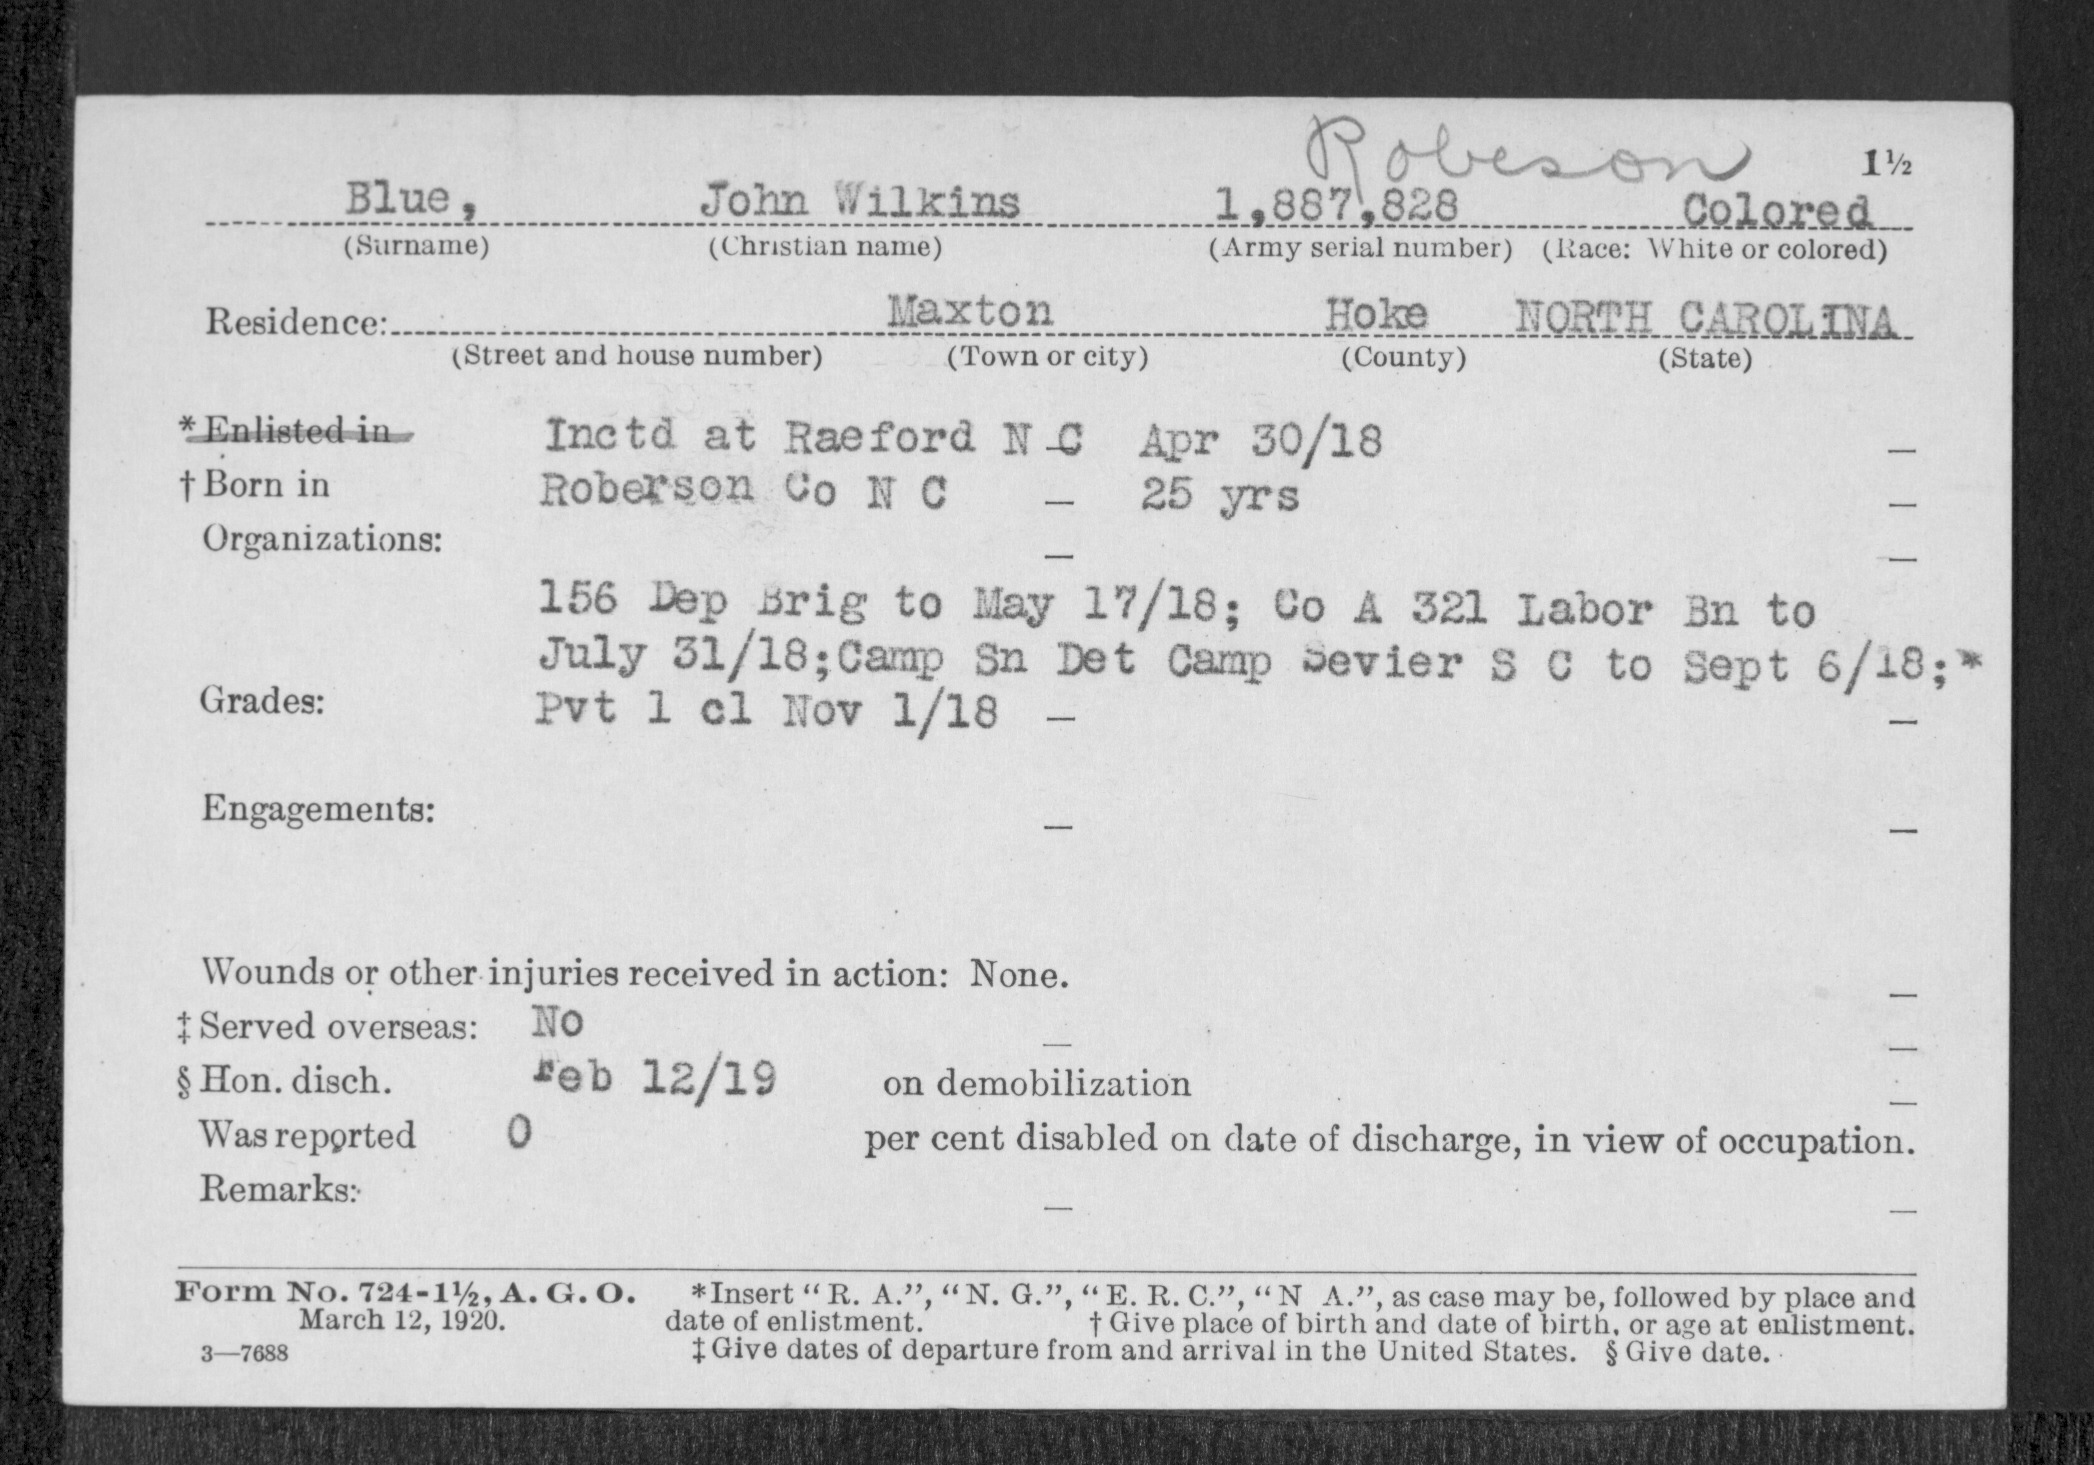 Robeson 1½
Blue, John Wilkins 1,887,828 Colored
(Surname) (Christian name) (Army serial number) (Race: White or colored)
Residence: Maxton Hoke NORTH CAROLINA
(Street and house number) (Town or city) (County) (State)
* Enlisted in Inctd at Raeford N C Apr 30/18 —
† Born in Roberson Co N C — 25 yrs —
Organizations: — —
156 Dep Brig to May 17/18; Co A 321 Labor Bn to
July 31/18;Camp Sn Det Camp Sevier S C to Sept 6/18;*
Grades: Pvt 1 cl Nov 1/18 — —
Engagements: — —
Wounds or other injuries received in action: None. —
‡ Served overseas: No — —
§ Hon. disch. Feb 12/19 on demobilization —
Was reported 0 per cent disabled on date of discharge, in view of occupation.
Remarks: — —
Form No. 724-1½, A. G. O. *Insert “R. A.”, “N. G.”, “E. R. C.”, “N A.”, as case may be, followed by place and
March 12, 1920. date of enlistment. † Give place of birth and date of birth, or age at enlistment.
3—7688 ‡ Give dates of departure from and arrival in the United States. § Give date.